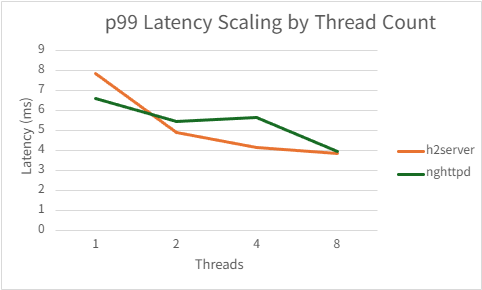 p99 Latency Scaling by Thread Count
9
8
7
6
5
4
3
2
1
0
Latency (ms)
1 2 4 8
Threads
h2server
nghttpd